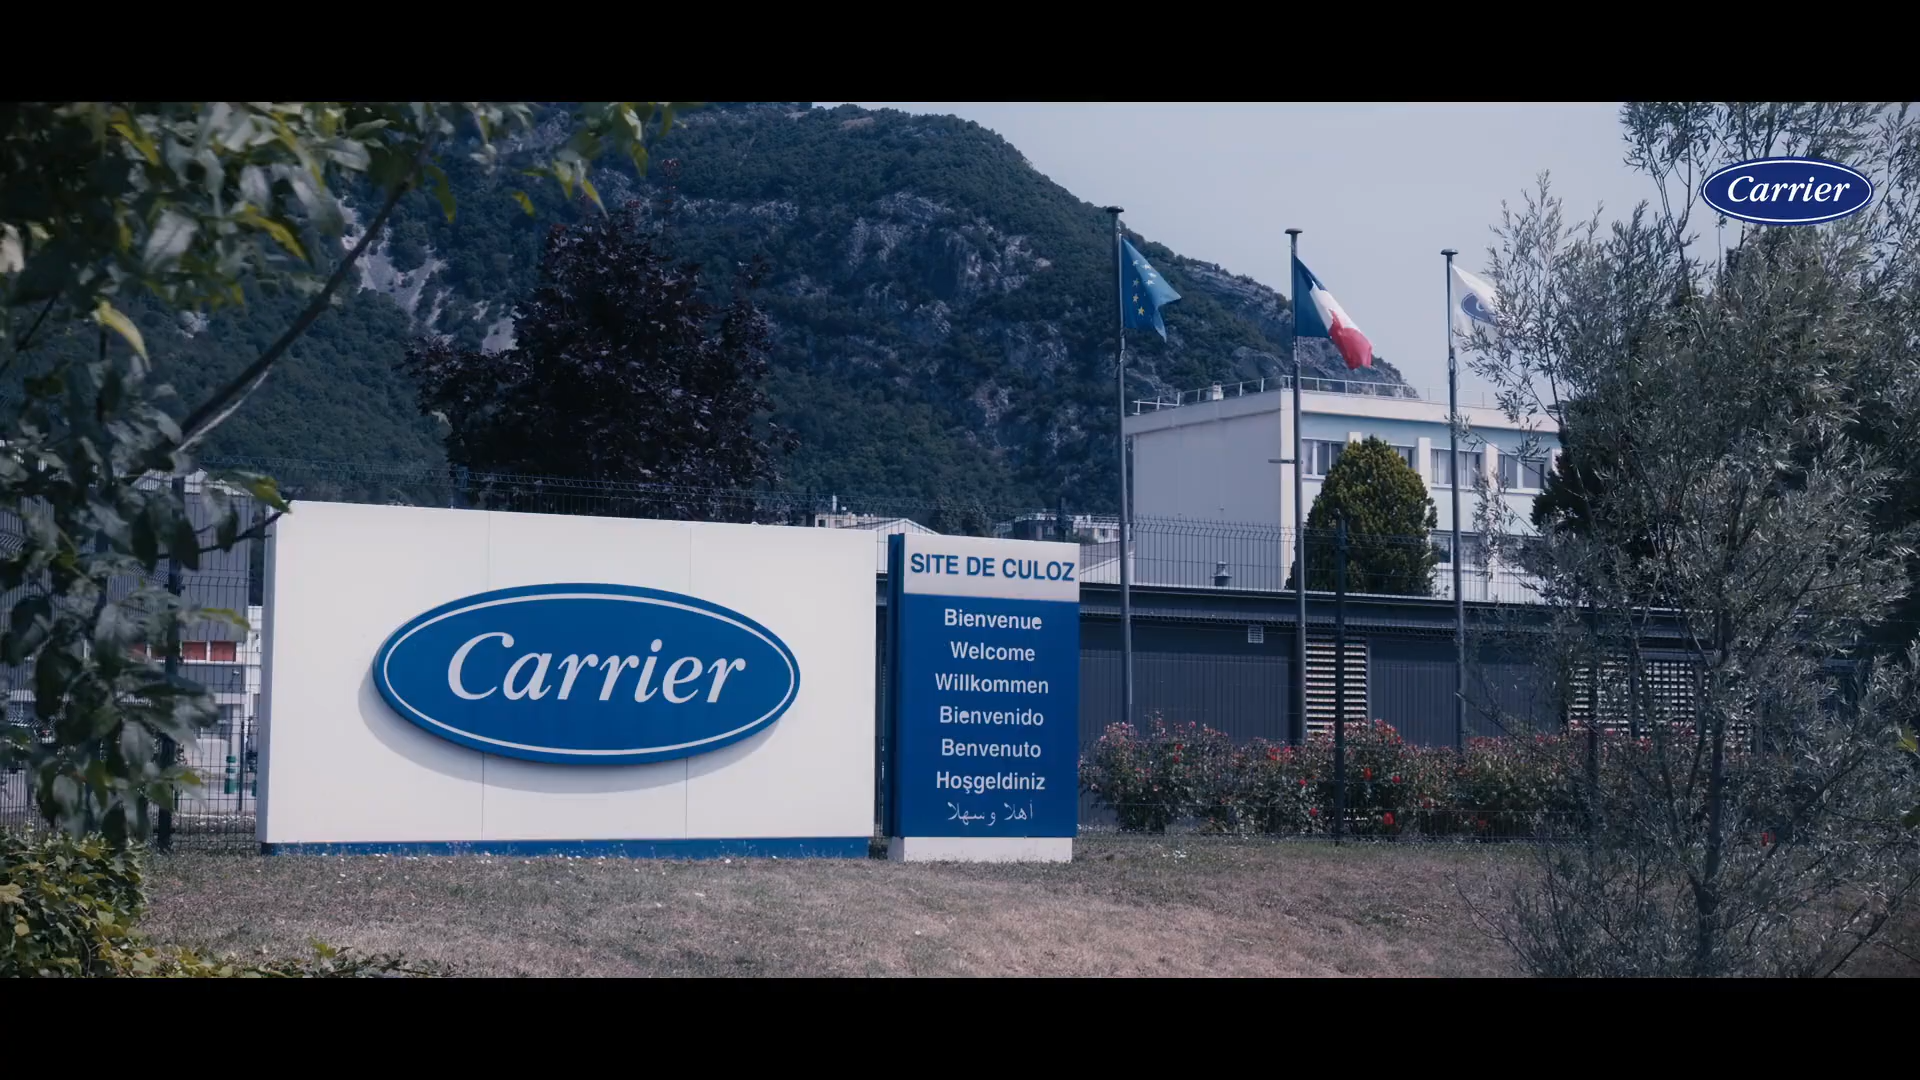 Carrier
Carrier
SITE DE CULOZ
Bienvenue
Welcome
Willkommen
Bienvenido
Benvenuto
Hoşgeldiniz
أهلا وسهلا